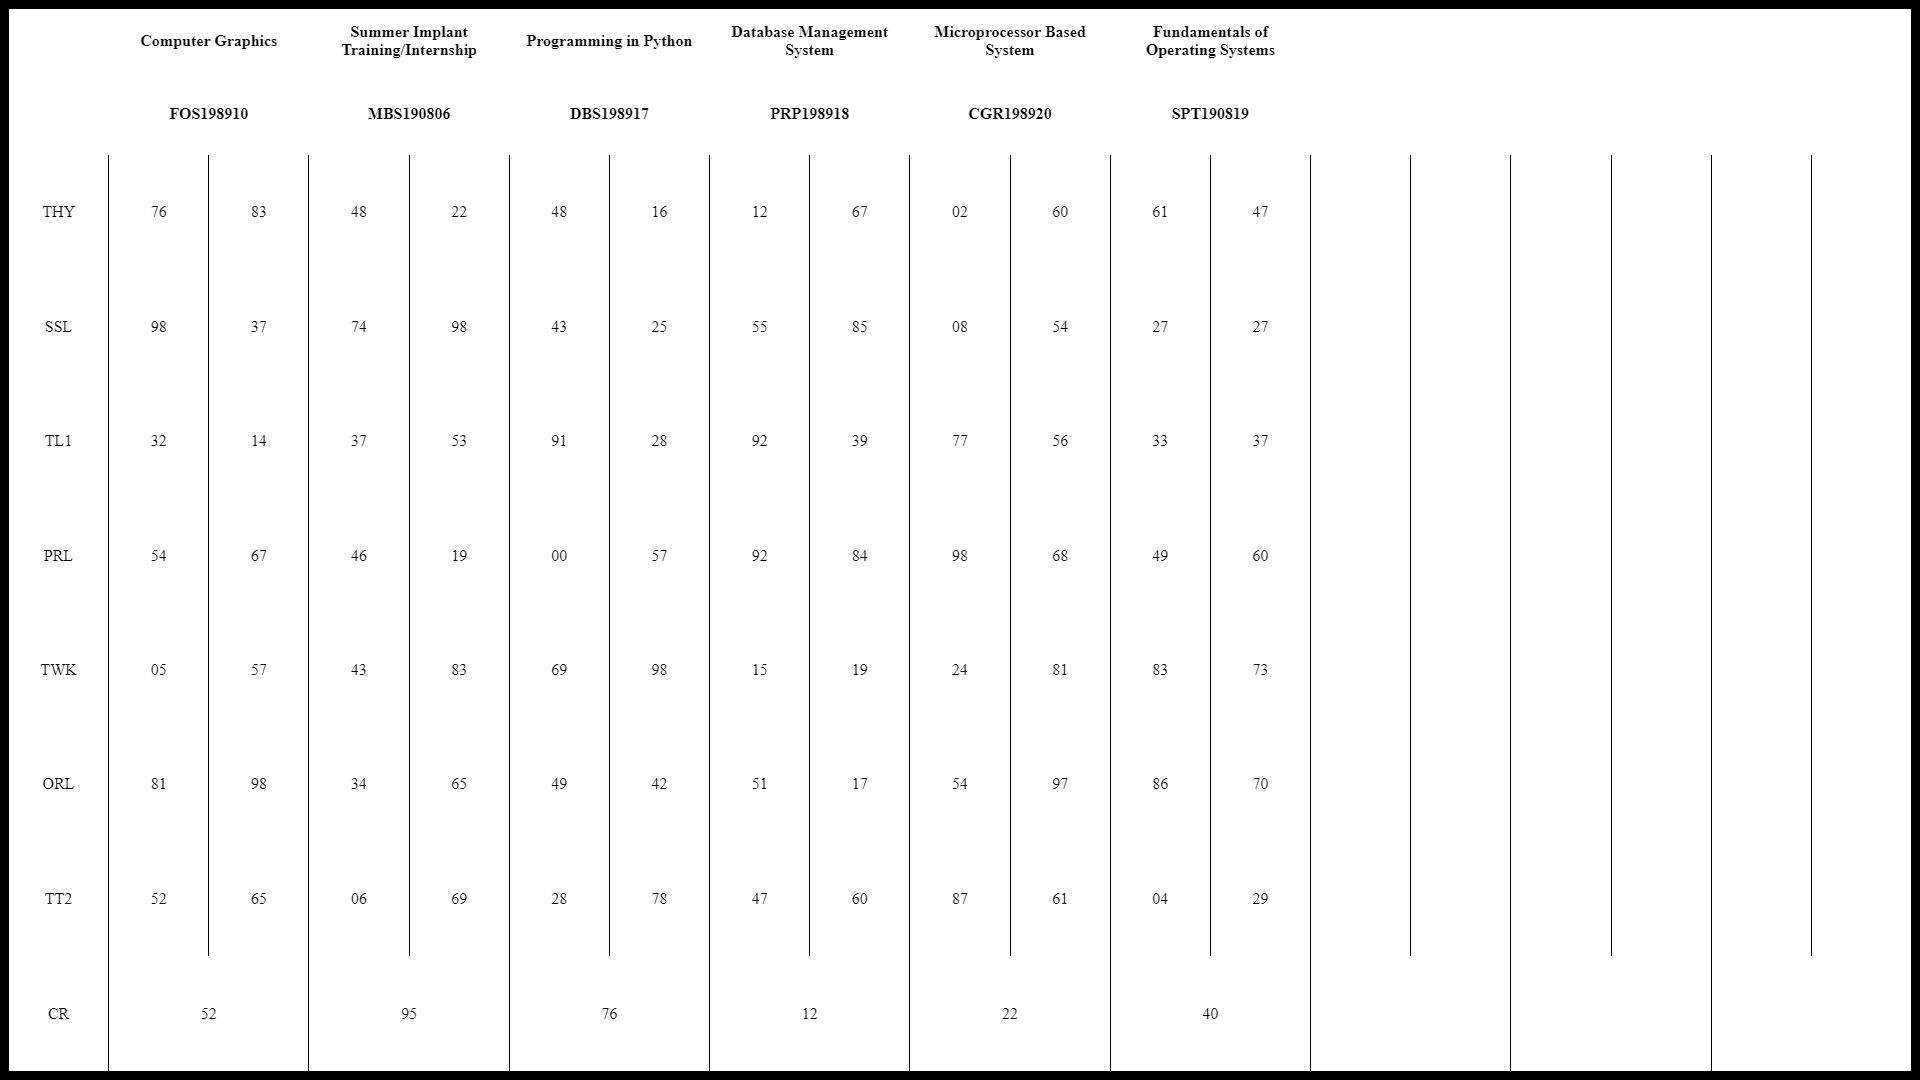 Computer Graphics Summer Implant Training/Internship Programming in Python Database Management System Microprocessor Based System Fundamentals of Operating Systems
FOS198910 MBS190806 DBS198917 PRP198918 CGR198920 SPT190819
THY 76 83 48 22 48 16 12 67 02 60 61 47
SSL 98 37 74 98 43 25 55 85 08 54 27 27
TL1 32 14 37 53 91 28 92 39 77 56 33 37
PRL 54 67 46 19 00 57 92 84 98 68 49 60
TWK 05 57 43 83 69 98 15 19 24 81 83 73
ORL 81 98 34 65 49 42 51 17 54 97 86 70
TT2 52 65 06 69 28 78 47 60 87 61 04 29
CR 52 95 76 12 22 40